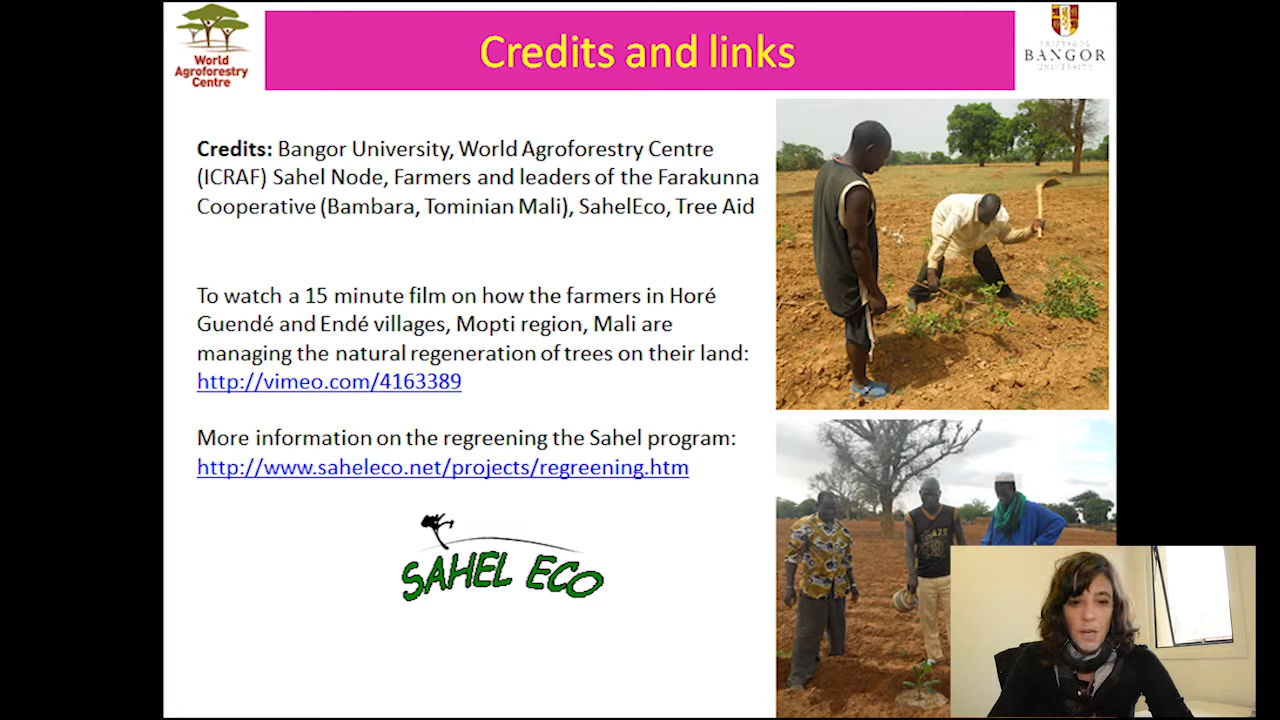 World
Agroforestry
Centre
Credits and links
PRIFYSGOL
BANGOR
UNIVERSITY
Credits: Bangor University, World Agroforestry Centre
(ICRAF) Sahel Node, Farmers and leaders of the Farakunna
Cooperative (Bambara, Tominian Mali), SahelEco, Tree Aid
To watch a 15 minute film on how the farmers in Horé
Guendé and Endé villages, Mopti region, Mali are
managing the natural regeneration of trees on their land:
http://vimeo.com/4163389
More information on the regreening the Sahel program:
http://www.saheleco.net/projects/regreening.htm
SAHEL ECO